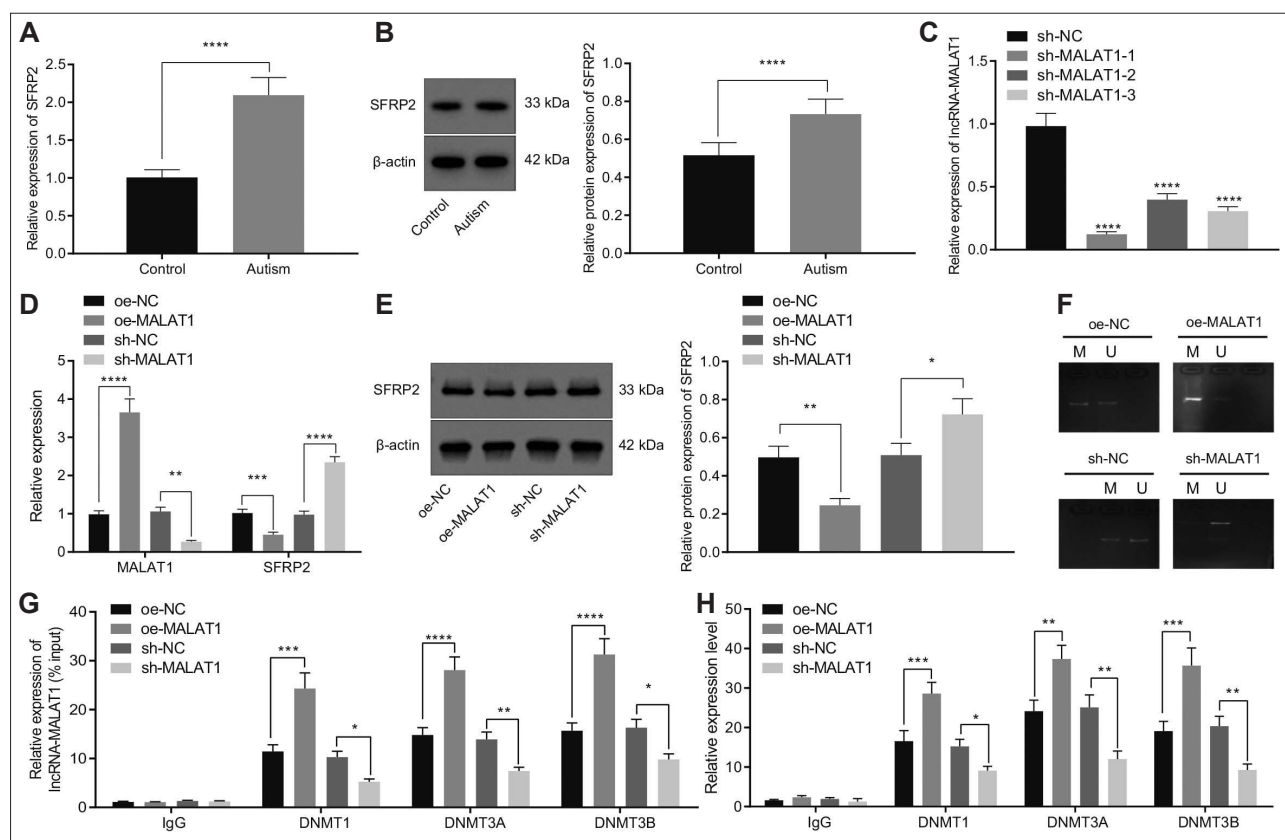 A
Relative expression of SFRP2
2.5
2.0
1.5
1.0
0.5
0.0
****
Control
Autism
B
SFRP2
33 kDa
β-actin
42 kDa
Control
Autism
Relative protein expression of SFRP2
1.0
0.8
0.6
0.4
0.2
0.0
****
Control
Autism
C
sh-NC
sh-MALAT1-1
sh-MALAT1-2
sh-MALAT1-3
Relative expression of lncRNA-MALAT1
1.5
1.0
0.5
0.0
****
****
****
D
oe-NC
oe-MALAT1
sh-NC
sh-MALAT1
Relative expression
5
4
3
2
1
0
****
**
***
****
MALAT1
SFRP2
E
SFRP2
33 kDa
β-actin
42 kDa
oe-NC
oe-MALAT1
sh-NC
sh-MALAT1
oe-NC
oe-MALAT1
sh-NC
sh-MALAT1
Relative protein expression of SFRP2
1.0
0.8
0.6
0.4
0.2
0.0
**
*
F
oe-NC
oe-MALAT1
M U
M U
sh-NC
sh-MALAT1
M U
M U
G
oe-NC
oe-MALAT1
sh-NC
sh-MALAT1
Relative expression of
lncRNA-MALAT1 (% input)
40
30
20
10
0
***
*
****
**
****
*
IgG
DNMT1
DNMT3A
DNMT3B
H
oe-NC
oe-MALAT1
sh-NC
sh-MALAT1
Relative expression level
50
40
30
20
10
0
***
*
**
**
***
**
IgG
DNMT1
DNMT3A
DNMT3B